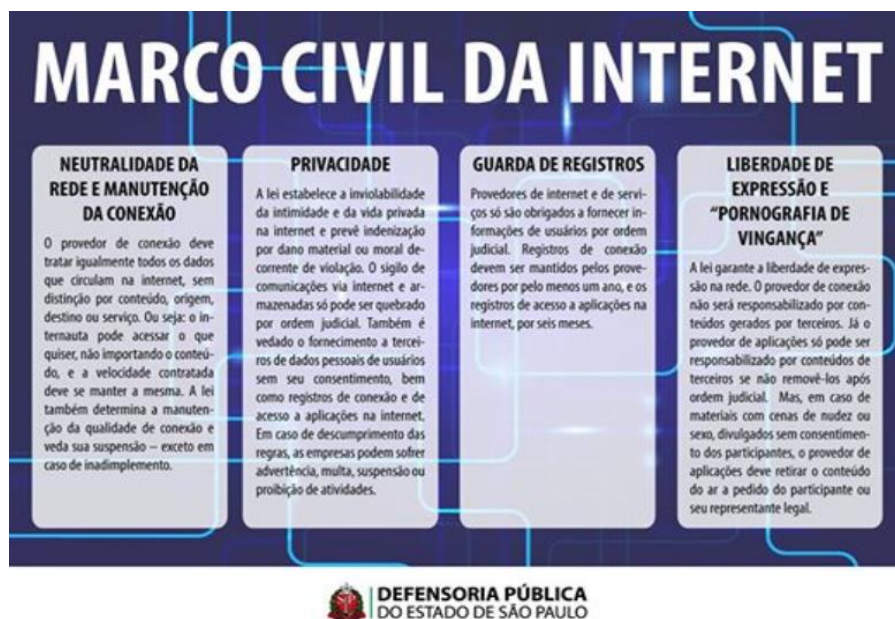 MARCO CIVIL DA INTERNET
NEUTRALIDADE DA
REDE E MANUTENÇÃO
DA CONEXÃO
O provedor de conexão deve
tratar igualmente todos os dados
que circulam na internet, sem
distinção por conteúdo, origem,
destino ou serviço. Ou seja: o in-
ternauta pode acessar o que
quiser, não importando o conteú-
do, e a velocidade contratada
deve se manter a mesma. A lei
também determina a manuten-
ção da qualidade de conexão e
veda sua suspensão – exceto em
caso de inadimplemento.
PRIVACIDADE
A lei estabelece a inviolabilidade
da intimidade e da vida privada
na internet e prevê indenização
por dano material ou moral de-
corrente de violação. O sigilo de
comunicações via internet e ar-
mazenadas só pode ser quebrado
por ordem judicial. Também é
vedado o fornecimento a tercei-
ros de dados pessoais de usuários
sem seu consentimento, bem
como registros de conexão e de
acesso a aplicações na internet.
Em caso de descumprimento das
regras, as empresas podem sofrer
advertência, multa, suspensão ou
proibição de atividades.
GUARDA DE REGISTROS
Provedores de internet e de servi-
ços só são obrigados a fornecer in-
formações de usuários por ordem
judicial. Registros de conexão
devem ser mantidos pelos prove-
dores por pelo menos um ano, e os
registros de acesso a aplicações na
internet, por seis meses.
LIBERDADE DE
EXPRESSÃO E
“PORNOGRAFIA DE
VINGANÇA”
A lei garante a liberdade de expres-
são na rede. O provedor de conexão
não será responsabilizado por con-
teúdos gerados por terceiros. Já o
provedor de aplicações só pode ser
responsabilizado por conteúdos de
terceiros se não removê-los após
ordem judicial. Mas, em caso de
materiais com cenas de nudez ou
sexo, divulgados sem consentimen-
to dos participantes, o provedor de
aplicações deve retirar o conteúdo
do ar a pedido do participante ou
seu representante legal.
DEFENSORIA PÚBLICA
DO ESTADO DE SÃO PAULO